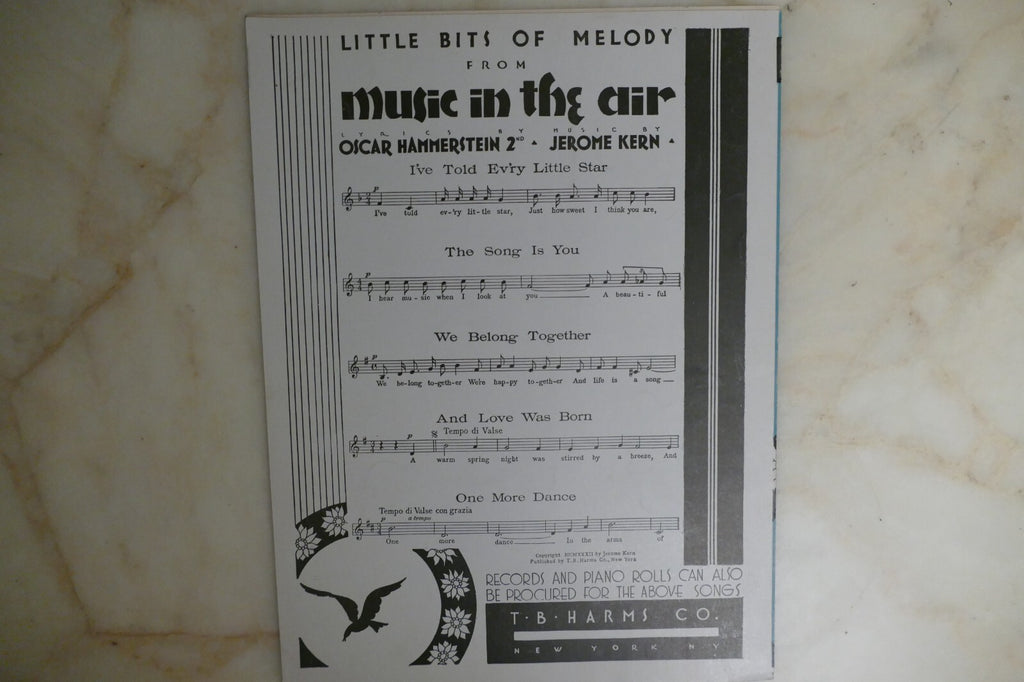 LITTLE BITS OF MELODY
FROM
music in the air
LYRICS BY MUSIC BY
OSCAR HAMMERSTEIN 2ND • JEROME KERN •
I've Told Ev'ry Little Star
p
I've told ev-'ry lit-tle star, Just how sweet I think you are,
The Song Is You
p
I hear mu-sic when I look at you A beau-ti-ful
We Belong Together
p
We be-long to-geth-er We're hap-py to-geth-er And life is a song
And Love Was Born
p Tempo di Valse
A warm spring night was stirred by a breeze, And
One More Dance
Tempo di Valse con grazia
p a tempo
One more dance In the arms of
Copyright MCMXXXII by Jerome Kern
Published by T.B. Harms Co., New York
RECORDS AND PIANO ROLLS CAN ALSO
BE PROCURED FOR THE ABOVE SONGS
T·B·HARMS CO.
NEW YORK NY